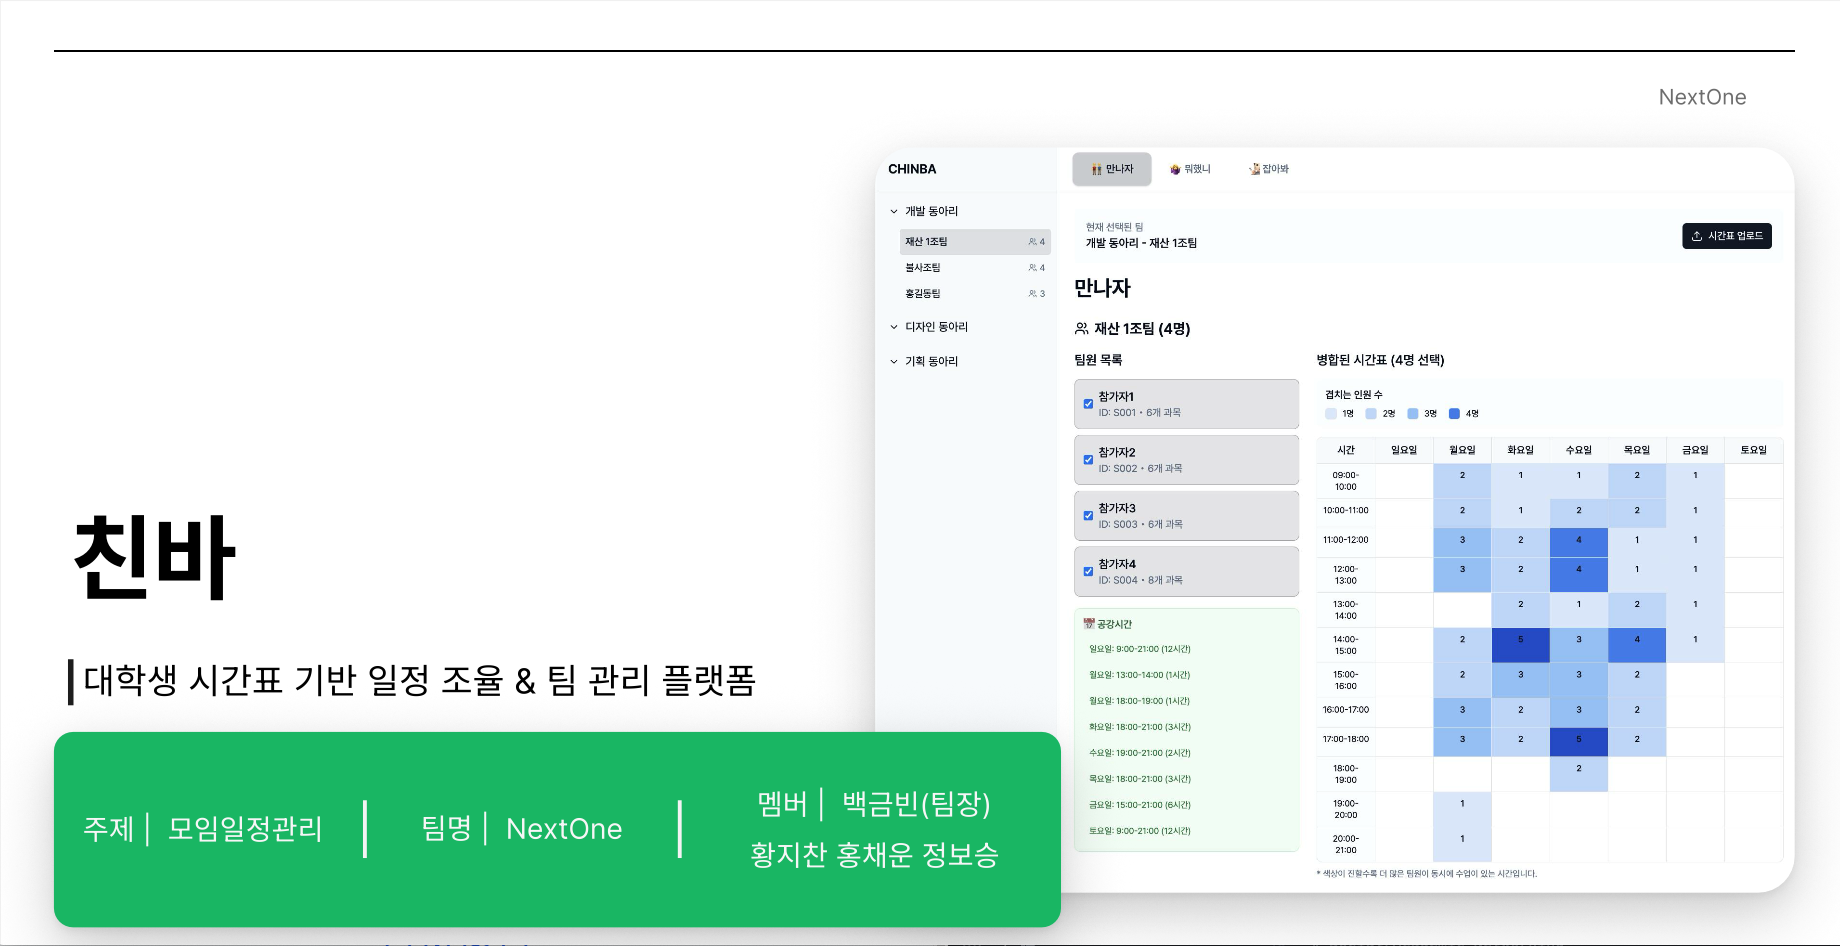 NextOne
친바
대학생 시간표 기반 일정 조율 & 팀 관리 플랫폼
주제 | 모임일정관리
팀명 | NextOne
멤버 | 백금빈(팀장)
황지찬 홍채운 정보승
CHINBA
만나자
뭐했니
잡아봐
개발 동아리
재산 1조팀 4
불사조팀 4
홍길동팀 3
디자인 동아리
기획 동아리
현재 선택된 팀
개발 동아리 - 재산 1조팀
시간표 업로드
만나자
재산 1조팀 (4명)
팀원 목록
참가자1
ID: S001 • 6개 과목
참가자2
ID: S002 • 6개 과목
참가자3
ID: S003 • 6개 과목
참가자4
ID: S004 • 8개 과목
공강시간
일요일: 9:00-21:00 (12시간)
월요일: 13:00-14:00 (1시간)
월요일: 18:00-19:00 (1시간)
화요일: 18:00-21:00 (3시간)
수요일: 19:00-21:00 (2시간)
목요일: 18:00-21:00 (3시간)
금요일: 15:00-21:00 (6시간)
토요일: 9:00-21:00 (12시간)
병합된 시간표 (4명 선택)
겹치는 인원 수
1명 2명 3명 4명
시간 일요일 월요일 화요일 수요일 목요일 금요일 토요일
09:00-
10:00 2 1 1 2 1
10:00-11:00 2 1 2 2 1
11:00-12:00 3 2 4 1 1
12:00-
13:00 3 2 4 1 1
13:00-
14:00 2 1 2 1
14:00-
15:00 2 5 3 4 1
15:00-
16:00 2 3 3 2
16:00-17:00 3 2 3 2
17:00-18:00 3 2 5 2
18:00-
19:00 2
19:00-
20:00 1
20:00-
21:00 1
* 색상이 진할수록 더 많은 팀원이 동시에 수업이 있는 시간입니다.